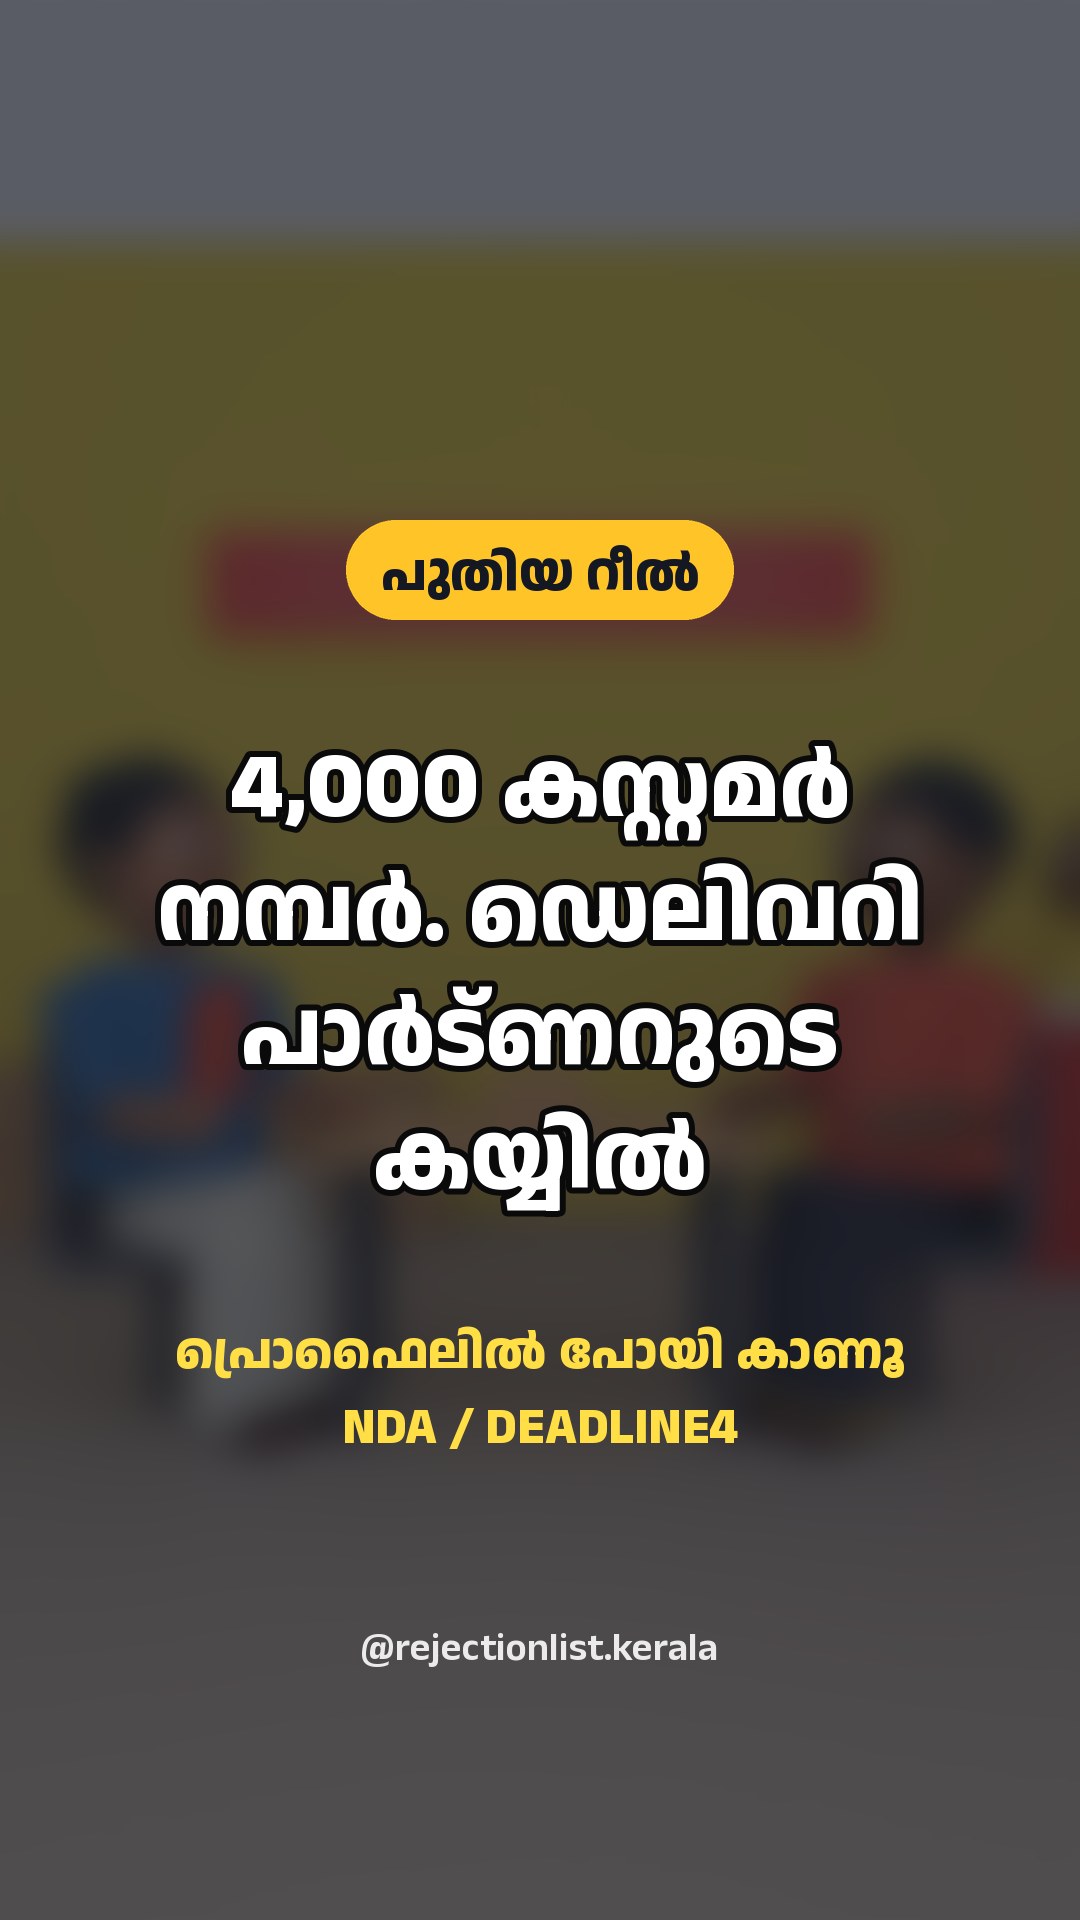 പുതിയ റീൽ
4,000 കസ്റ്റമർ
നമ്പർ. ഡെലിവറി
പാർട്ണറുടെ
കയ്യിൽ
പ്രൊഫൈലിൽ പോയി കാണൂ
NDA / DEADLINE4
@rejectionlist.kerala